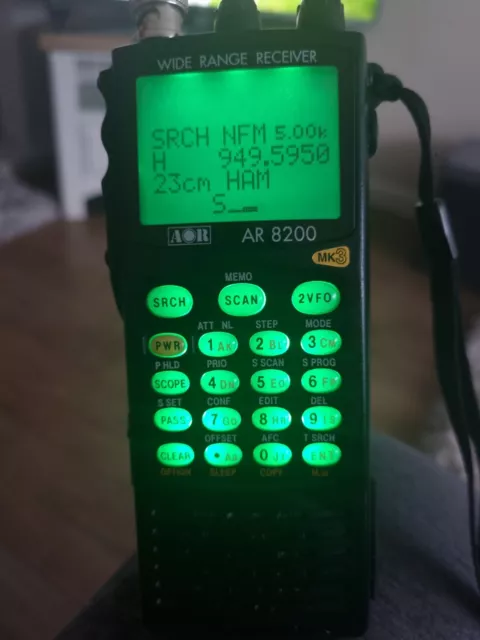 WIDE RANGE RECEIVER
SRCH NFM 5.00k
H 949.5950
23cm HAM
S
AOR AR 8200
MK3
MEMO
SRCH SCAN 2VFO
ATT NL STEP MODE
PWR 1 2 3
P HLD PRIO S SCAN S PROG
SCOPE 4 5 6
S SET CONF EDIT DEL
PASS 7 8 9
OFFSET AFC T SRCH
CLEAR 0 ENT
SLEEP COPY